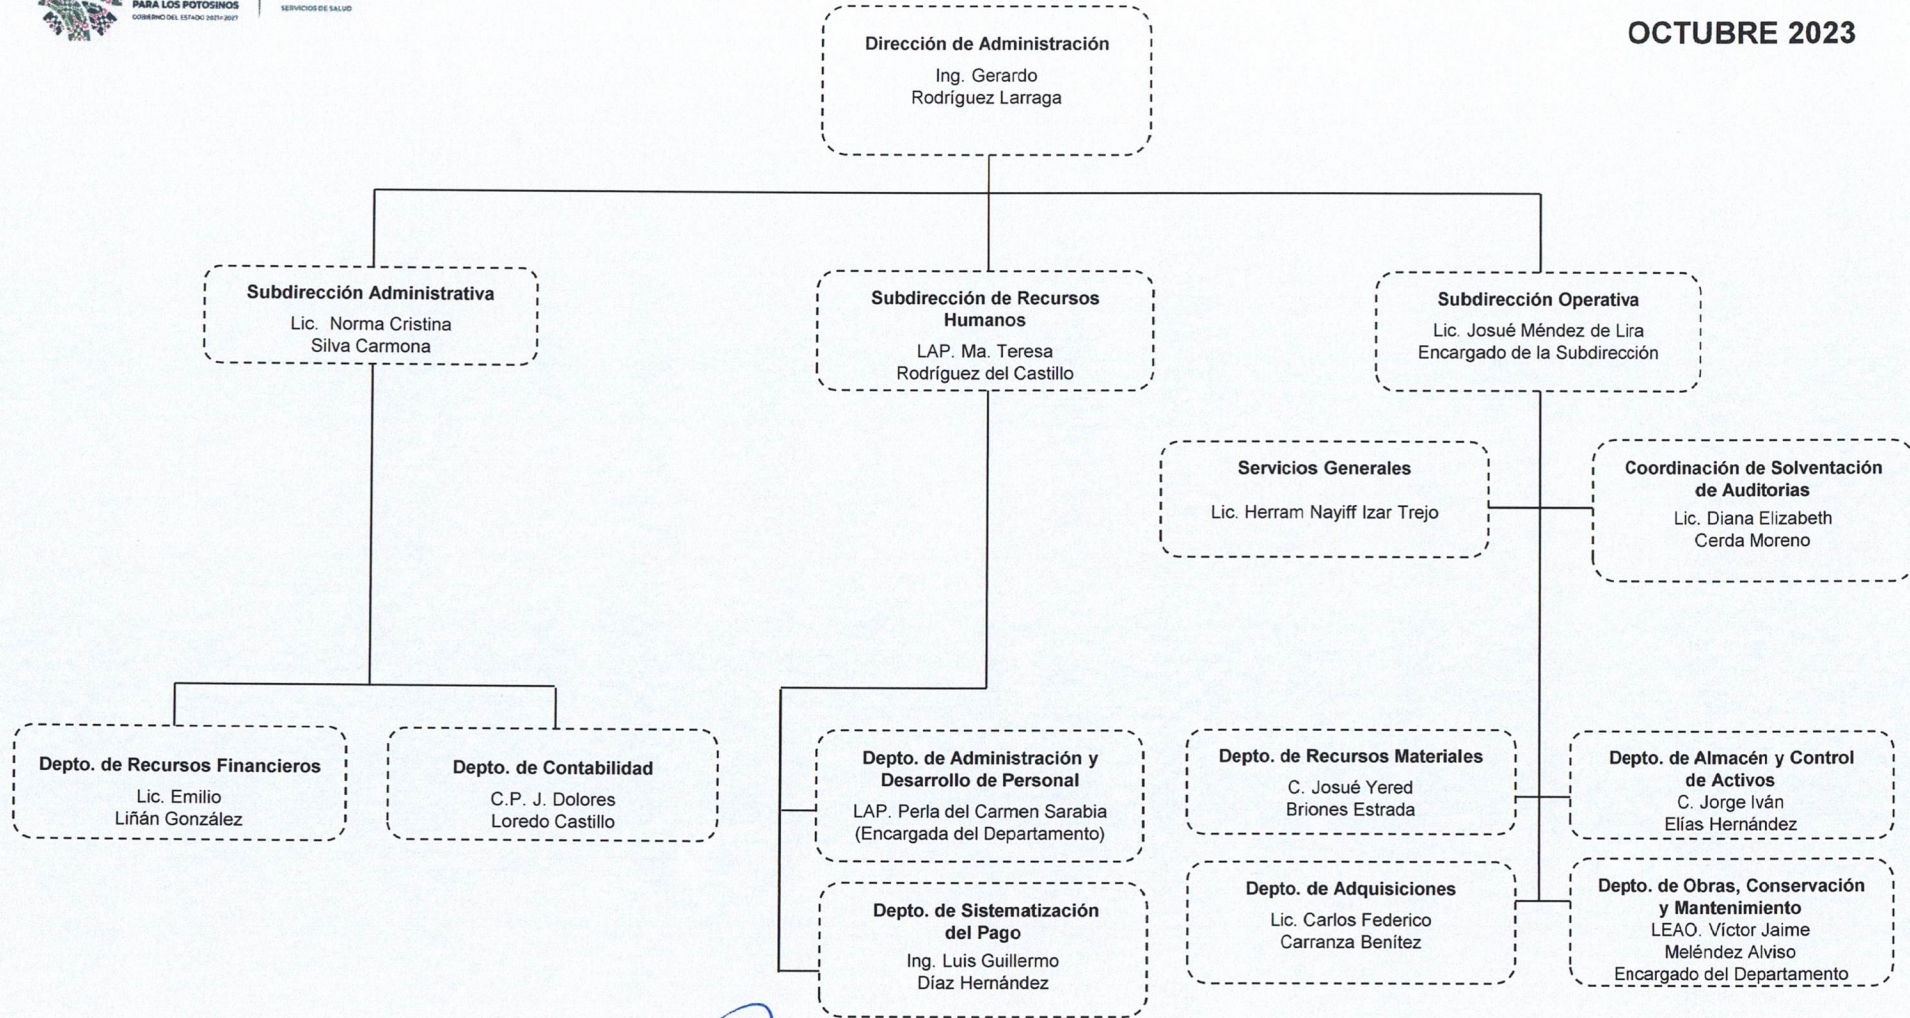 PARA LOS POTOSINOS
GOBIERNO DEL ESTADO 2021-2027
SERVICIOS DE SALUD
OCTUBRE 2023
Dirección de Administración
Ing. Gerardo
Rodríguez Larraga
Subdirección Administrativa
Lic. Norma Cristina
Silva Carmona
Subdirección de Recursos
Humanos
LAP. Ma. Teresa
Rodríguez del Castillo
Subdirección Operativa
Lic. Josué Méndez de Lira
Encargado de la Subdirección
Servicios Generales
Lic. Herram Nayiff Izar Trejo
Coordinación de Solventación
de Auditorias
Lic. Diana Elizabeth
Cerda Moreno
Depto. de Recursos Financieros
Lic. Emilio
Liñán González
Depto. de Contabilidad
C.P. J. Dolores
Loredo Castillo
Depto. de Administración y
Desarrollo de Personal
LAP. Perla del Carmen Sarabia
(Encargada del Departamento)
Depto. de Sistematización
del Pago
Ing. Luis Guillermo
Díaz Hernández
Depto. de Recursos Materiales
C. Josué Yered
Briones Estrada
Depto. de Almacén y Control
de Activos
C. Jorge Iván
Elías Hernández
Depto. de Adquisiciones
Lic. Carlos Federico
Carranza Benítez
Depto. de Obras, Conservación
y Mantenimiento
LEAO. Víctor Jaime
Meléndez Alviso
Encargado del Departamento